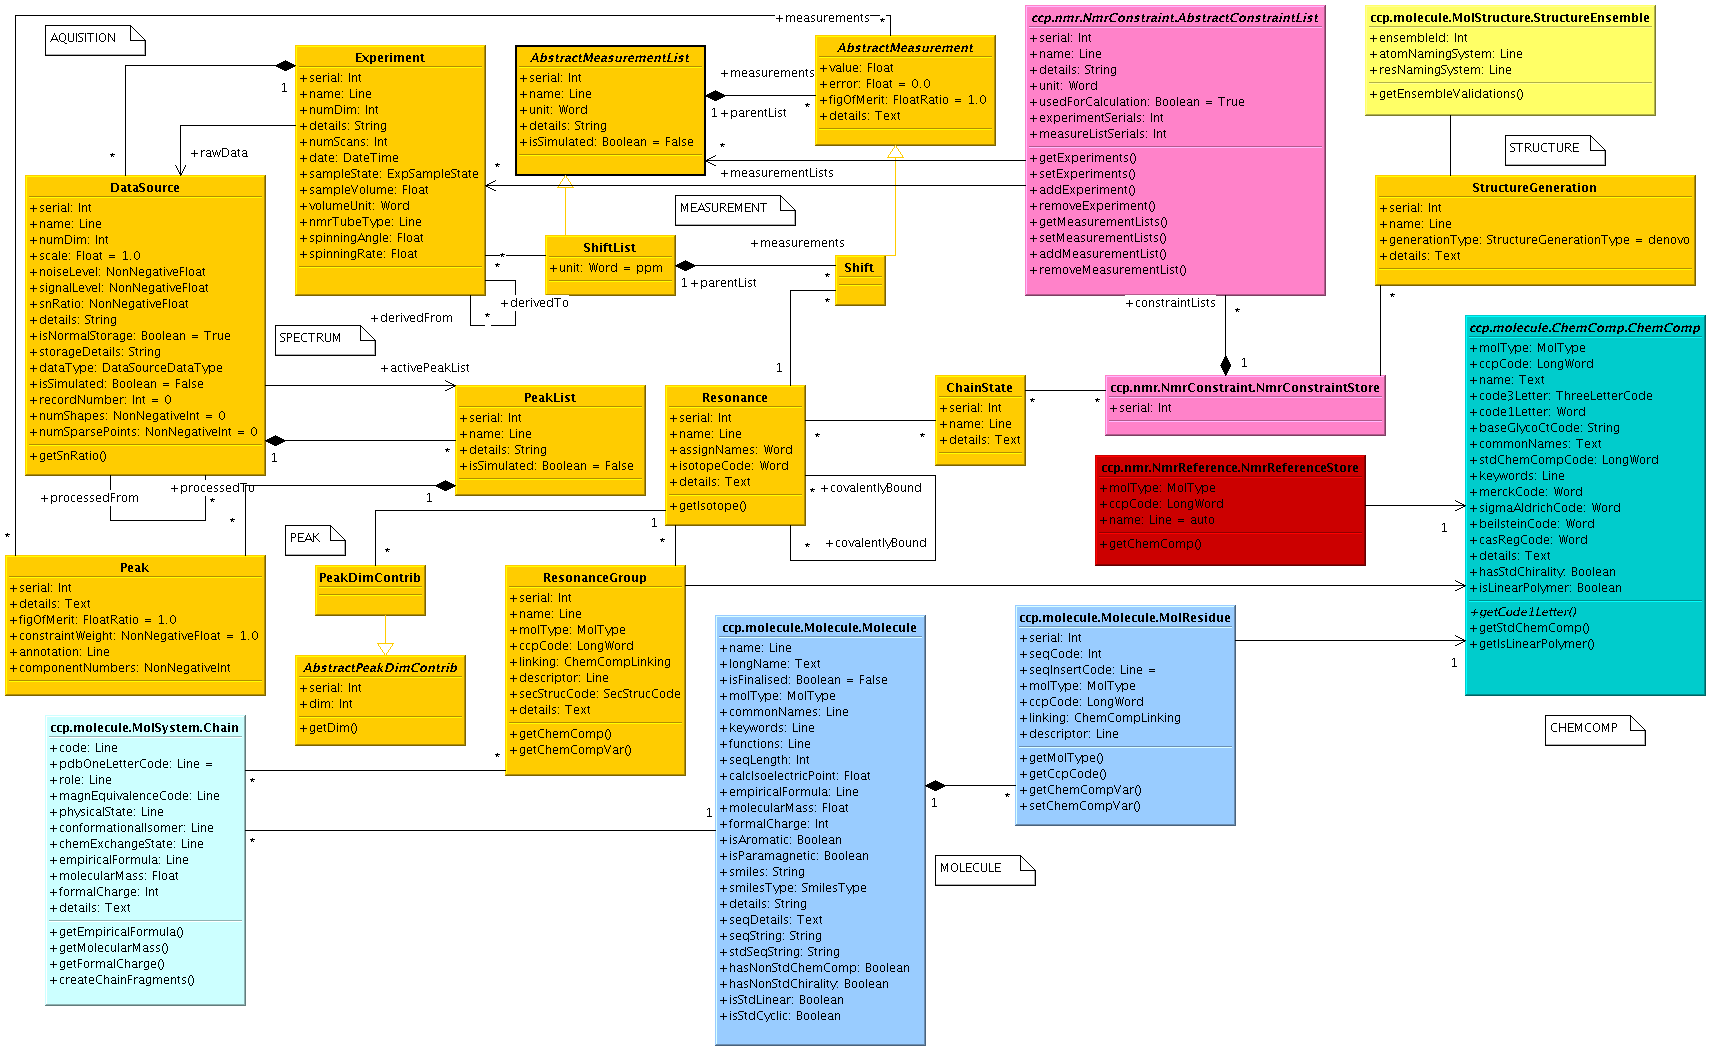 +measurements
*
AQUISITION
Experiment
+serial: Int
+name: Line
+numDim: Int
+details: String
+numScans: Int
+date: DateTime
+sampleState: ExpSampleState
+sampleVolume: Float
+volumeUnit: Word
+nmrTubeType: Line
+spinningAngle: Float
+spinningRate: Float
1
*
+rawData
AbstractMeasurementList
+serial: Int
+name: Line
+unit: Word
+details: String
+isSimulated: Boolean = False
+measurements
1
+parentList
*
AbstractMeasurement
+value: Float
+error: Float = 0.0
+figOfMerit: FloatRatio = 1.0
+details: Text
*
+measurementLists
*
ccp.nmr.NmrConstraint.AbstractConstraintList
+serial: Int
+name: Line
+details: String
+unit: Word
+usedForCalculation: Boolean = True
+experimentSerials: Int
+measureListSerials: Int
+getExperiments()
+setExperiments()
+addExperiment()
+removeExperiment()
+getMeasurementLists()
+setMeasurementLists()
+addMeasurementList()
+removeMeasurementList()
ccp.molecule.MolStructure.StructureEnsemble
+ensembleId: Int
+atomNamingSystem: Line
+resNamingSystem: Line
+getEnsembleValidations()
STRUCTURE
StructureGeneration
+serial: Int
+name: Line
+generationType: StructureGenerationType = denovo
+details: Text
*
DataSource
+serial: Int
+name: Line
+numDim: Int
+scale: Float = 1.0
+noiseLevel: NonNegativeFloat
+signalLevel: NonNegativeFloat
+snRatio: NonNegativeFloat
+details: String
+isNormalStorage: Boolean = True
+storageDetails: String
+dataType: DataSourceDataType
+isSimulated: Boolean = False
+recordNumber: Int = 0
+numShapes: NonNegativeInt = 0
+numSparsePoints: NonNegativeInt = 0
+getSnRatio()
MEASUREMENT
*
*
ShiftList
+unit: Word = ppm
+measurements
1
+parentList
*
Shift
*
+derivedTo
+derivedFrom
*
SPECTRUM
+constraintLists
*
1
+activePeakList
1
*
PeakList
+serial: Int
+name: Line
+details: String
+isSimulated: Boolean = False
1
Resonance
+serial: Int
+name: Line
+assignNames: Word
+isotopeCode: Word
+details: Text
+getIsotope()
*
*
ChainState
+serial: Int
+name: Line
+details: Text
*
*
ccp.nmr.NmrConstraint.NmrConstraintStore
+serial: Int
ccp.nmr.NmrReference.NmrReferenceStore
+molType: MolType
+ccpCode: LongWord
+name: Line = auto
+getChemComp()
1
ccp.molecule.ChemComp.ChemComp
+molType: MolType
+ccpCode: LongWord
+name: Text
+code3Letter: ThreeLetterCode
+code1Letter: Word
+baseGlycoCtCode: String
+commonNames: Text
+stdChemCompCode: LongWord
+keywords: Line
+merckCode: Word
+sigmaAldrichCode: Word
+beilsteinCode: Word
+casRegCode: Word
+details: Text
+hasStdChirality: Boolean
+isLinearPolymer: Boolean
+getCode1Letter()
+getStdChemComp()
+getIsLinearPolymer()
+processedFrom
+processedTo
*
*
1
*
+covalentlyBound
*
+covalentlyBound
*
Peak
+serial: Int
+details: Text
+figOfMerit: FloatRatio = 1.0
+constraintWeight: NonNegativeFloat = 1.0
+annotation: Line
+componentNumbers: NonNegativeInt
PEAK
*
1
*
PeakDimContrib
AbstractPeakDimContrib
+serial: Int
+dim: Int
+getDim()
ResonanceGroup
+serial: Int
+name: Line
+molType: MolType
+ccpCode: LongWord
+linking: ChemCompLinking
+descriptor: Line
+secStrucCode: SecStrucCode
+details: Text
+getChemComp()
+getChemCompVar()
*
ccp.molecule.Molecule.Molecule
+name: Line
+longName: Text
+isFinalised: Boolean = False
+molType: MolType
+commonNames: Line
+keywords: Line
+functions: Line
+seqLength: Int
+calcIsoelectricPoint: Float
+empiricalFormula: Line
+molecularMass: Float
+formalCharge: Int
+isAromatic: Boolean
+isParamagnetic: Boolean
+smiles: String
+smilesType: SmilesType
+details: String
+seqDetails: Text
+seqString: String
+stdSeqString: String
+hasNonStdChemComp: Boolean
+hasNonStdChirality: Boolean
+isStdLinear: Boolean
+isStdCyclic: Boolean
ccp.molecule.Molecule.MolResidue
+serial: Int
+seqCode: Int
+seqInsertCode: Line =
+molType: MolType
+ccpCode: LongWord
+linking: ChemCompLinking
+descriptor: Line
+getMolType()
+getCcpCode()
+getChemCompVar()
+setChemCompVar()
1
1
*
MOLECULE
CHEMCOMP
ccp.molecule.MolSystem.Chain
+code: Line
+pdbOneLetterCode: Line =
+role: Line
+magnEquivalenceCode: Line
+physicalState: Line
+conformationalIsomer: Line
+chemExchangeState: Line
+empiricalFormula: Line
+molecularMass: Float
+formalCharge: Int
+details: Text
+getEmpiricalFormula()
+getMolecularMass()
+getFormalCharge()
+createChainFragments()
*
*
1